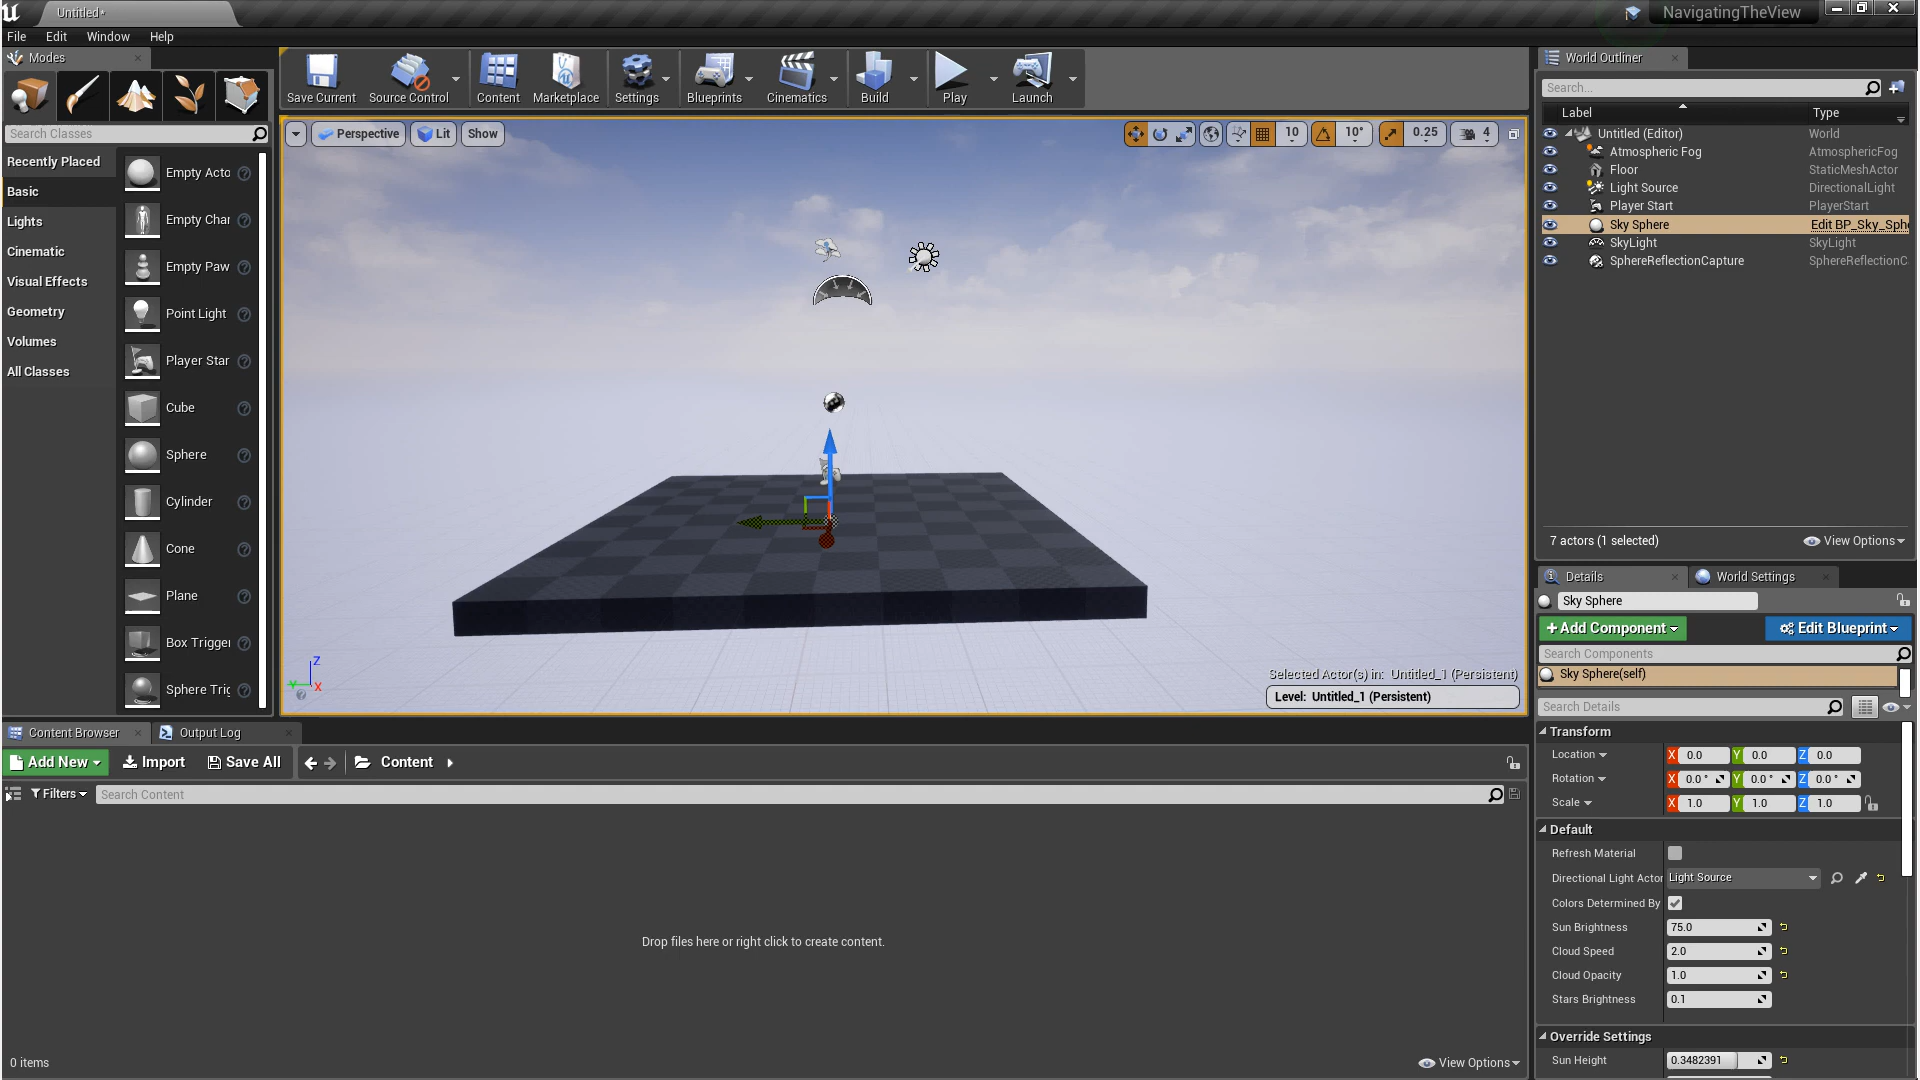 Untitled*
NavigatingTheView
File Edit Window Help
Modes
Search Classes
Recently Placed
Basic
Lights
Cinematic
Visual Effects
Geometry
Volumes
All Classes
Empty Acto
Empty Char
Empty Paw
Point Light
Player Star
Cube
Sphere
Cylinder
Cone
Plane
Box Trigger
Sphere Trig
Save Current Source Control Content Marketplace Settings Blueprints Cinematics Build Play Launch
Perspective Lit Show
10 10° 0.25 4
Z
Y X
Selected Actor(s) in: Untitled_1 (Persistent)
Level: Untitled_1 (Persistent)
World Outliner
Search...
Label Type
Untitled (Editor) World
Atmospheric Fog AtmosphericFog
Floor StaticMeshActor
Light Source DirectionalLight
Player Start PlayerStart
Sky Sphere Edit BP_Sky_Sphe
SkyLight SkyLight
SphereReflectionCapture SphereReflectionC
7 actors (1 selected) View Options
Details World Settings
Sky Sphere
+Add Component Edit Blueprint
Search Components
Sky Sphere(self)
Search Details
Transform
Location X 0.0 Y 0.0 Z 0.0
Rotation X 0.0 ° Y 0.0 ° Z 0.0 °
Scale X 1.0 Y 1.0 Z 1.0
Default
Refresh Material
Directional Light Actor Light Source
Colors Determined By
Sun Brightness 75.0
Cloud Speed 2.0
Cloud Opacity 1.0
Stars Brightness 0.1
Override Settings
Sun Height 0.3482391
Content Browser Output Log
Add New Import Save All Content
Filters Search Content
Drop files here or right click to create content.
0 items View Options